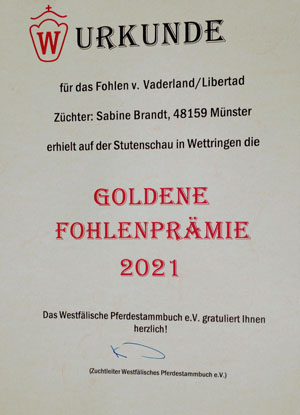 W URKUNDE
für das Fohlen v. Vaderland/Libertad
Züchter: Sabine Brandt, 48159 Münster
erhielt auf der Stutenschau in Wettringen die
GOLDENE
FOHLENPRÄMIE
2021
Das Westfälische Pferdestammbuch e.V. gratuliert Ihnen
herzlich!
(Zuchtleiter Westfälisches Pferdestammbuch e.V.)